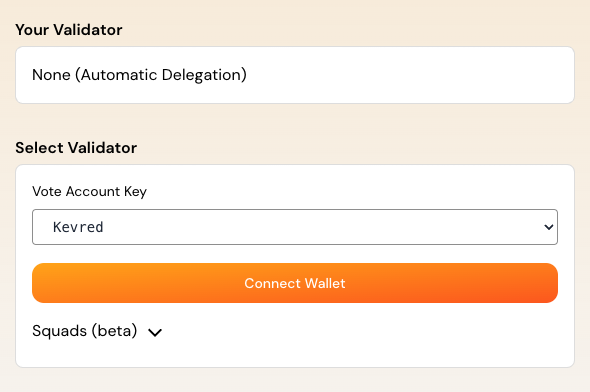 Your Validator
None (Automatic Delegation)
Select Validator
Vote Account Key
Kevred
Connect Wallet
Squads (beta)